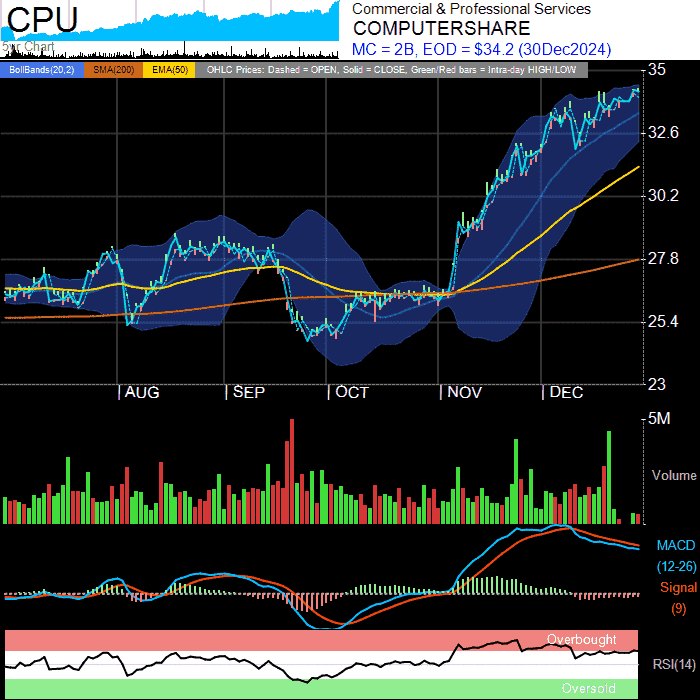 CPU
5yr Chart
Commercial & Professional Services
COMPUTERSHARE
MC = 2B, EOD = $34.2 (30Dec2024)
BollBands(20,2) SMA(200) EMA(50) OHLC Prices: Dashed = OPEN, Solid = CLOSE, Green/Red bars = Intra-day HIGH/LOW
35
32.6
30.2
27.8
25.4
23
AUG SEP OCT NOV DEC
5M
Volume
MACD
(12-26)
Signal
(9)
Overbought
RSI(14)
Oversold